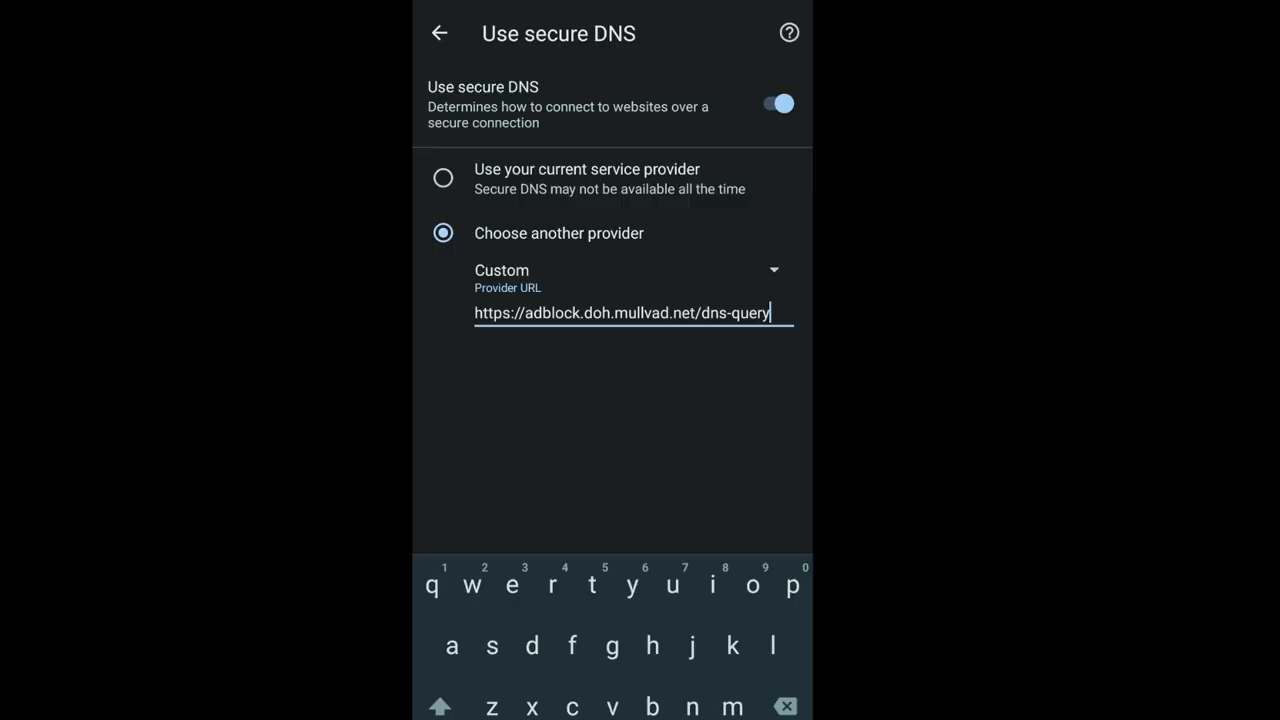 Use secure DNS
Use secure DNS
Determines how to connect to websites over a
secure connection
Use your current service provider
Secure DNS may not be available all the time
Choose another provider
Custom
Provider URL
https://adblock.doh.mullvad.net/dns-query
1 2 3 4 5 6 7 8 9 0
q w e r t y u i o p
a s d f g h j k l
z x c v b n m